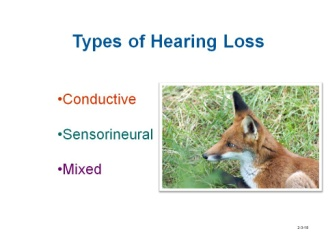 Types of Hearing Loss
•Conductive
•Sensorineural
•Mixed